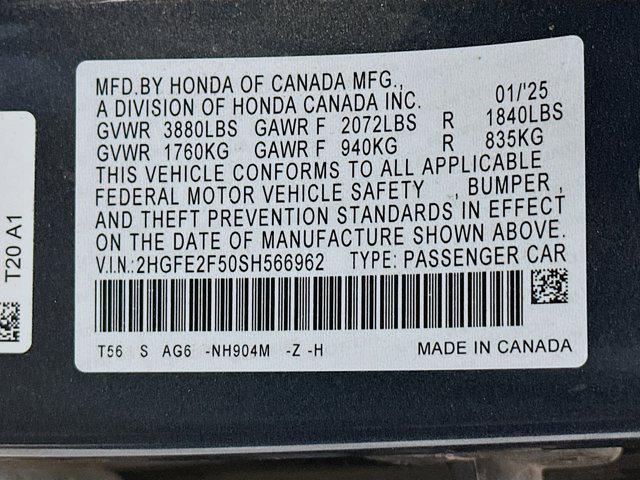 MFD.BY HONDA OF CANADA MFG.,
A DIVISION OF HONDA CANADA INC. 01/'25
GVWR 3880LBS GAWR F 2072LBS R 1840LBS
GVWR 1760KG GAWR F 940KG R 835KG
THIS VEHICLE CONFORMS TO ALL APPLICABLE
FEDERAL MOTOR VEHICLE SAFETY , BUMPER ,
AND THEFT PREVENTION STANDARDS IN EFFECT
ON THE DATE OF MANUFACTURE SHOWN ABOVE.
V.I.N.:2HGFE2F50SH566962 TYPE: PASSENGER CAR
T56 S AG6 -NH904M -Z -H MADE IN CANADA
T20 A1